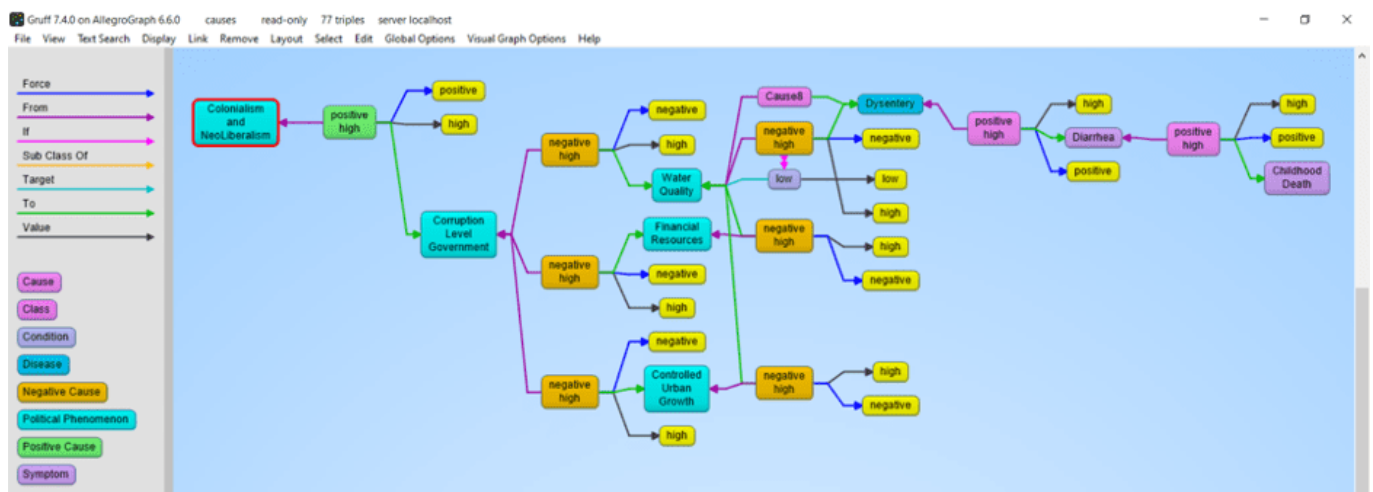 Gruff 7.4.0 on AllegroGraph 6.6.0 causes read-only 77 triples server localhost
File View Text Search Display Link Remove Layout Select Edit Global Options Visual Graph Options Help
Force
From
If
Sub Class Of
Target
To
Value
Cause
Class
Condition
Disease
Negative Cause
Political Phenomenon
Positive Cause
Symptom
Colonialism
and
NeoLiberalism
positive
high
positive
high
Corruption
Level
Government
negative
high
negative
high
Water
Quality
negative
high
Financial
Resources
negative
high
negative
high
negative
Controlled
Urban
Growth
high
Cause8
negative
high
low
Dysentery
negative
low
high
negative
high
high
negative
negative
high
high
negative
positive
high
high
Diarrhea
positive
positive
high
high
positive
Childhood
Death